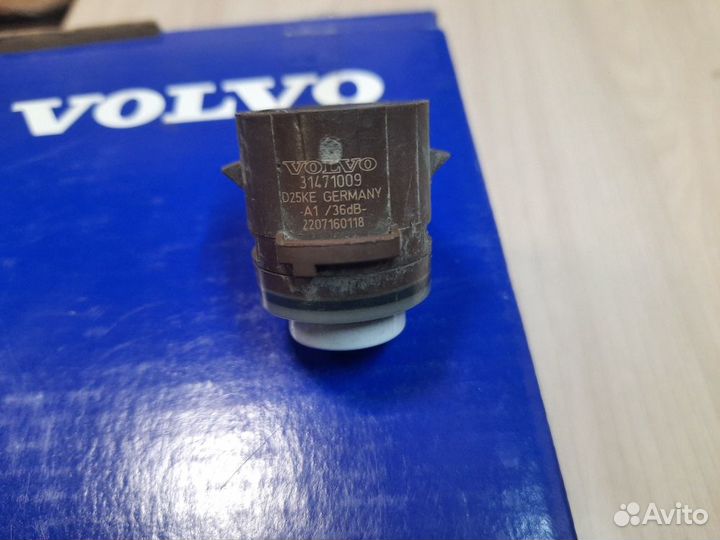 VOLVO
VOLVO
31471009
D25KE GERMANY
-A1 /36dB-
2207160118
Avito